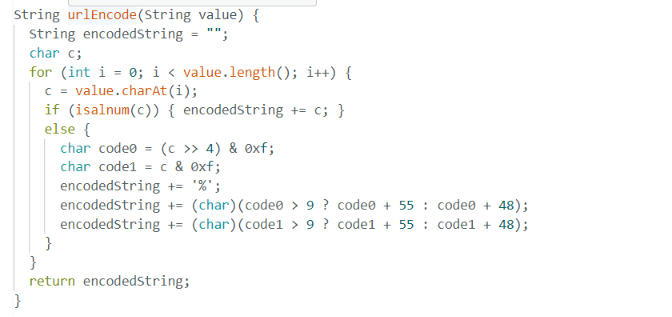 String urlEncode(String value) {
  String encodedString = "";
  char c;
  for (int i = 0; i < value.length(); i++) {
    c = value.charAt(i);
    if (isalnum(c)) { encodedString += c; }
    else {
      char code0 = (c >> 4) & 0xf;
      char code1 = c & 0xf;
      encodedString += '%';
      encodedString += (char)(code0 > 9 ? code0 + 55 : code0 + 48);
      encodedString += (char)(code1 > 9 ? code1 + 55 : code1 + 48);
    }
  }
  return encodedString;
}